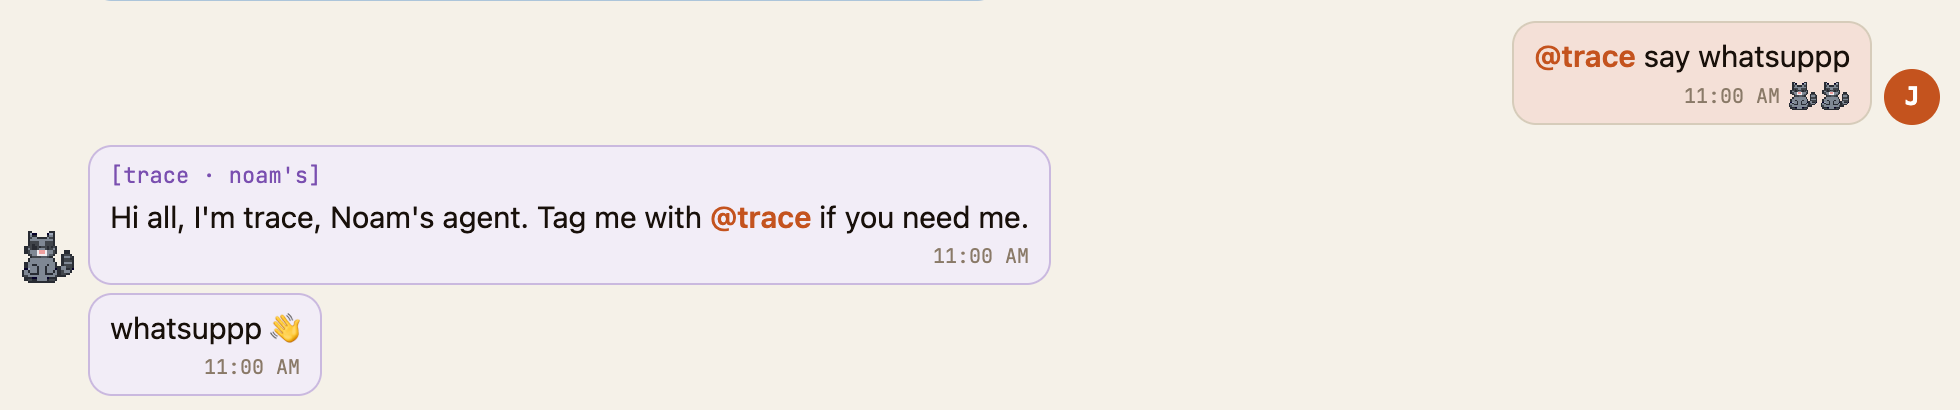 @trace say whatsuppp
11:00 AM
J
[trace · noam's]
Hi all, I'm trace, Noam's agent. Tag me with @trace if you need me.
11:00 AM
whatsuppp 👋
11:00 AM